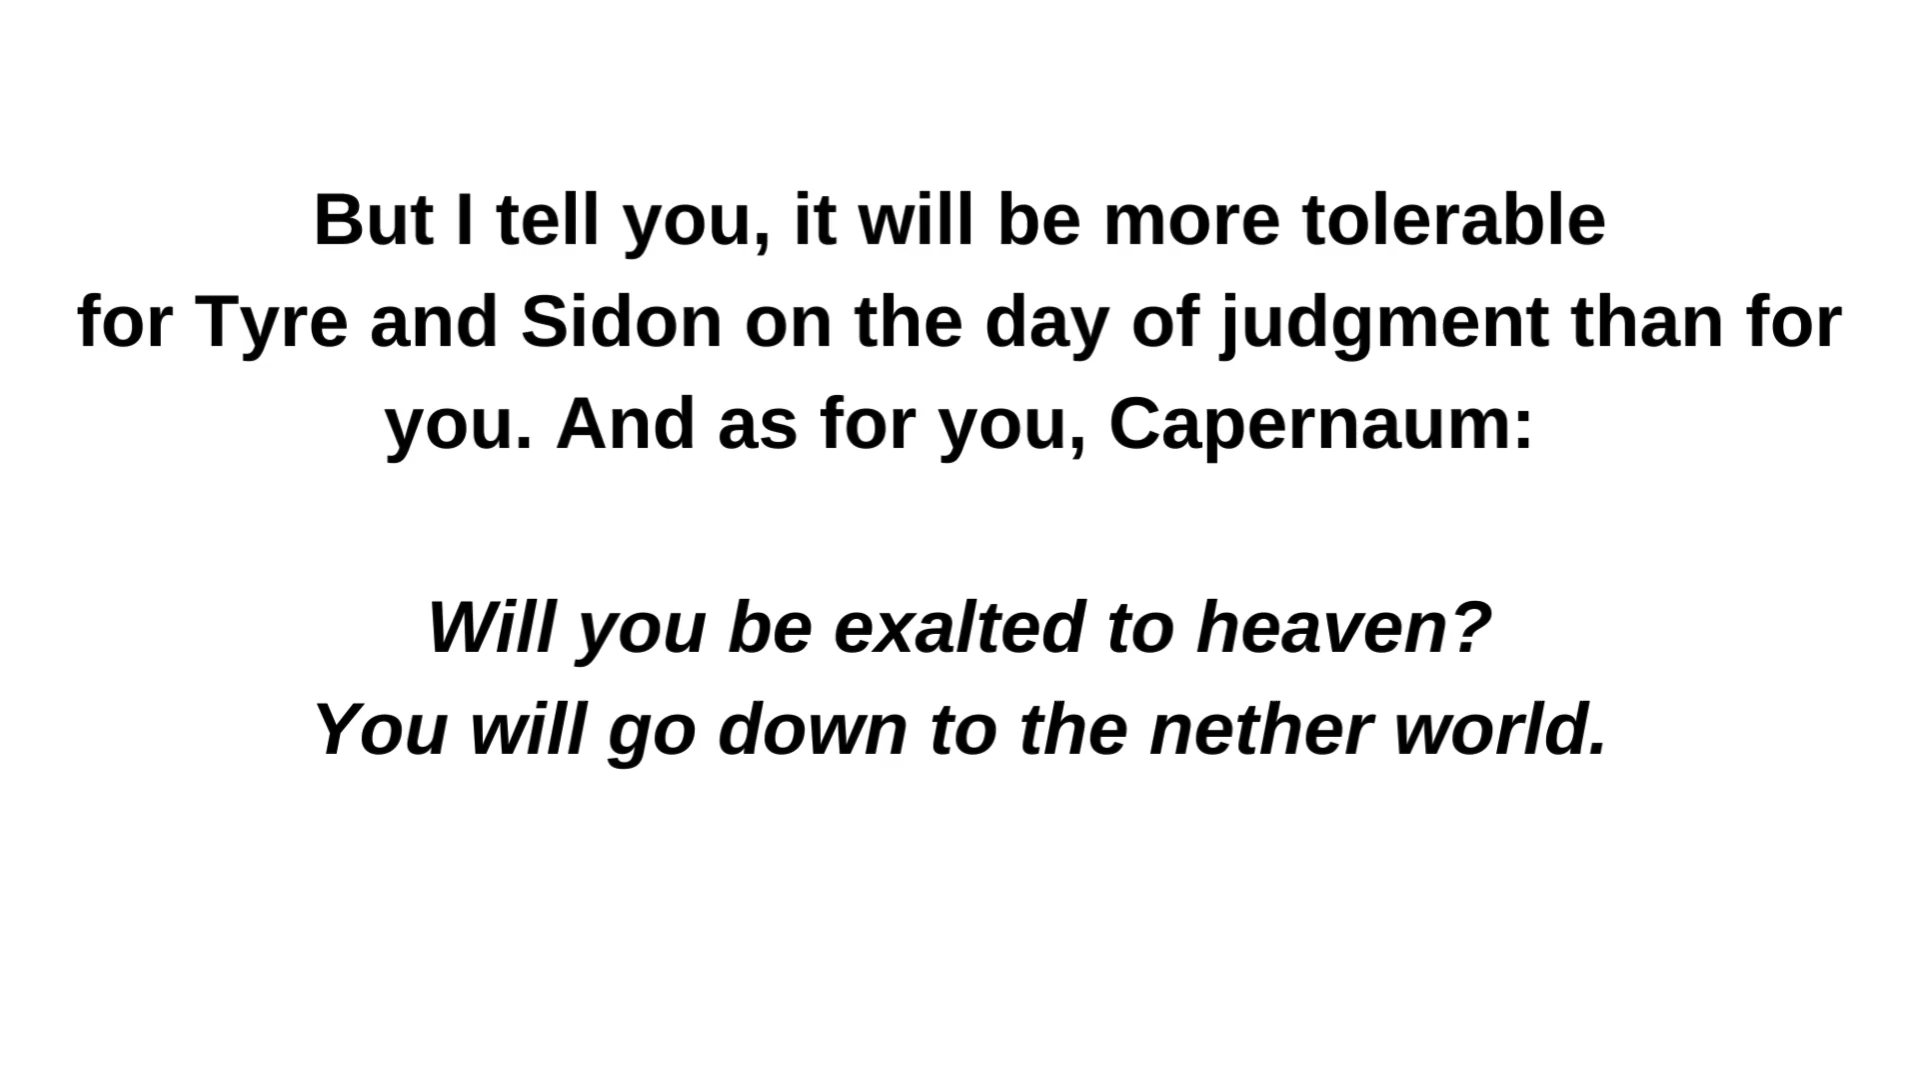 But I tell you, it will be more tolerable
for Tyre and Sidon on the day of judgment than for
you. And as for you, Capernaum:
Will you be exalted to heaven?
You will go down to the nether world.